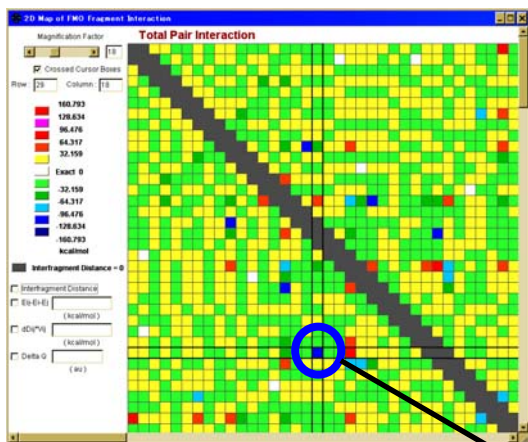 2D Map of FMO Fragment Interaction
Magnification Factor
18
Crossed Cursor Boxes
Row: 29 Column: 18
Total Pair Interaction
160.793
128.634
96.476
64.317
32.159
Exact 0
-32.159
-64.317
-96.476
-128.634
-160.793
kcal/mol
Interfragment Distance = 0
Interfragment Distance
(kcal/mol)
(kcal/mol)
Delta Q
( au )